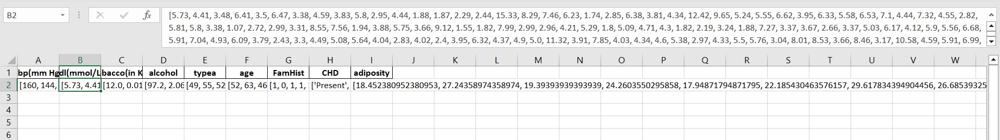 B2
fx
[5.73, 4.41, 3.48, 6.41, 3.5, 6.47, 3.38, 4.59, 3.83, 5.8, 2.95, 4.44, 1.88, 1.87, 2.29, 2.44, 15.33, 8.29, 7.46, 6.23, 1.74, 2.85, 6.38, 3.81, 4.34, 12.42, 9.65, 5.24, 5.55, 6.62, 3.95, 6.33, 5.58, 6.53, 7.1, 4.44, 7.32, 4.55, 2.82,
5.81, 5.8, 3.38, 1.07, 2.72, 2.99, 3.31, 8.55, 7.56, 1.94, 3.88, 5.75, 3.66, 9.12, 1.55, 1.82, 7.99, 2.99, 2.96, 4.21, 5.29, 1.8, 5.09, 4.71, 4.3, 1.82, 2.19, 3.24, 1.88, 7.27, 3.37, 3.67, 2.66, 3.37, 5.03, 6.17, 4.12, 5.9, 5.56, 6.68,
5.91, 7.04, 4.93, 6.09, 3.79, 2.43, 3.3, 4.49, 5.08, 5.64, 4.04, 2.83, 4.02, 2.4, 3.95, 6.32, 4.37, 4.9, 5.0, 11.32, 3.91, 7.85, 4.03, 4.34, 4.6, 5.38, 2.97, 4.33, 5.5, 5.76, 3.04, 8.01, 8.53, 3.66, 8.46, 3.17, 10.58, 4.59, 5.91, 6.99,
A B C D E F G H I J K L M N O P Q R S T U V W
1 bp(mm Hg dl(mmol/L bacco(in K alcohol typea age FamHist CHD adiposity
2 [160, 144, [5.73, 4.41 [12.0, 0.01 [97.2, 2.06 [49, 55, 52 [52, 63, 46 [1, 0, 1, 1, ['Present', [18.452380952380953, 27.24358974358974, 19.39393939393939, 24.2603550295858, 17.94871794871795, 22.185430463576157, 29.617834394904456, 26.68539325
3
4
5
6